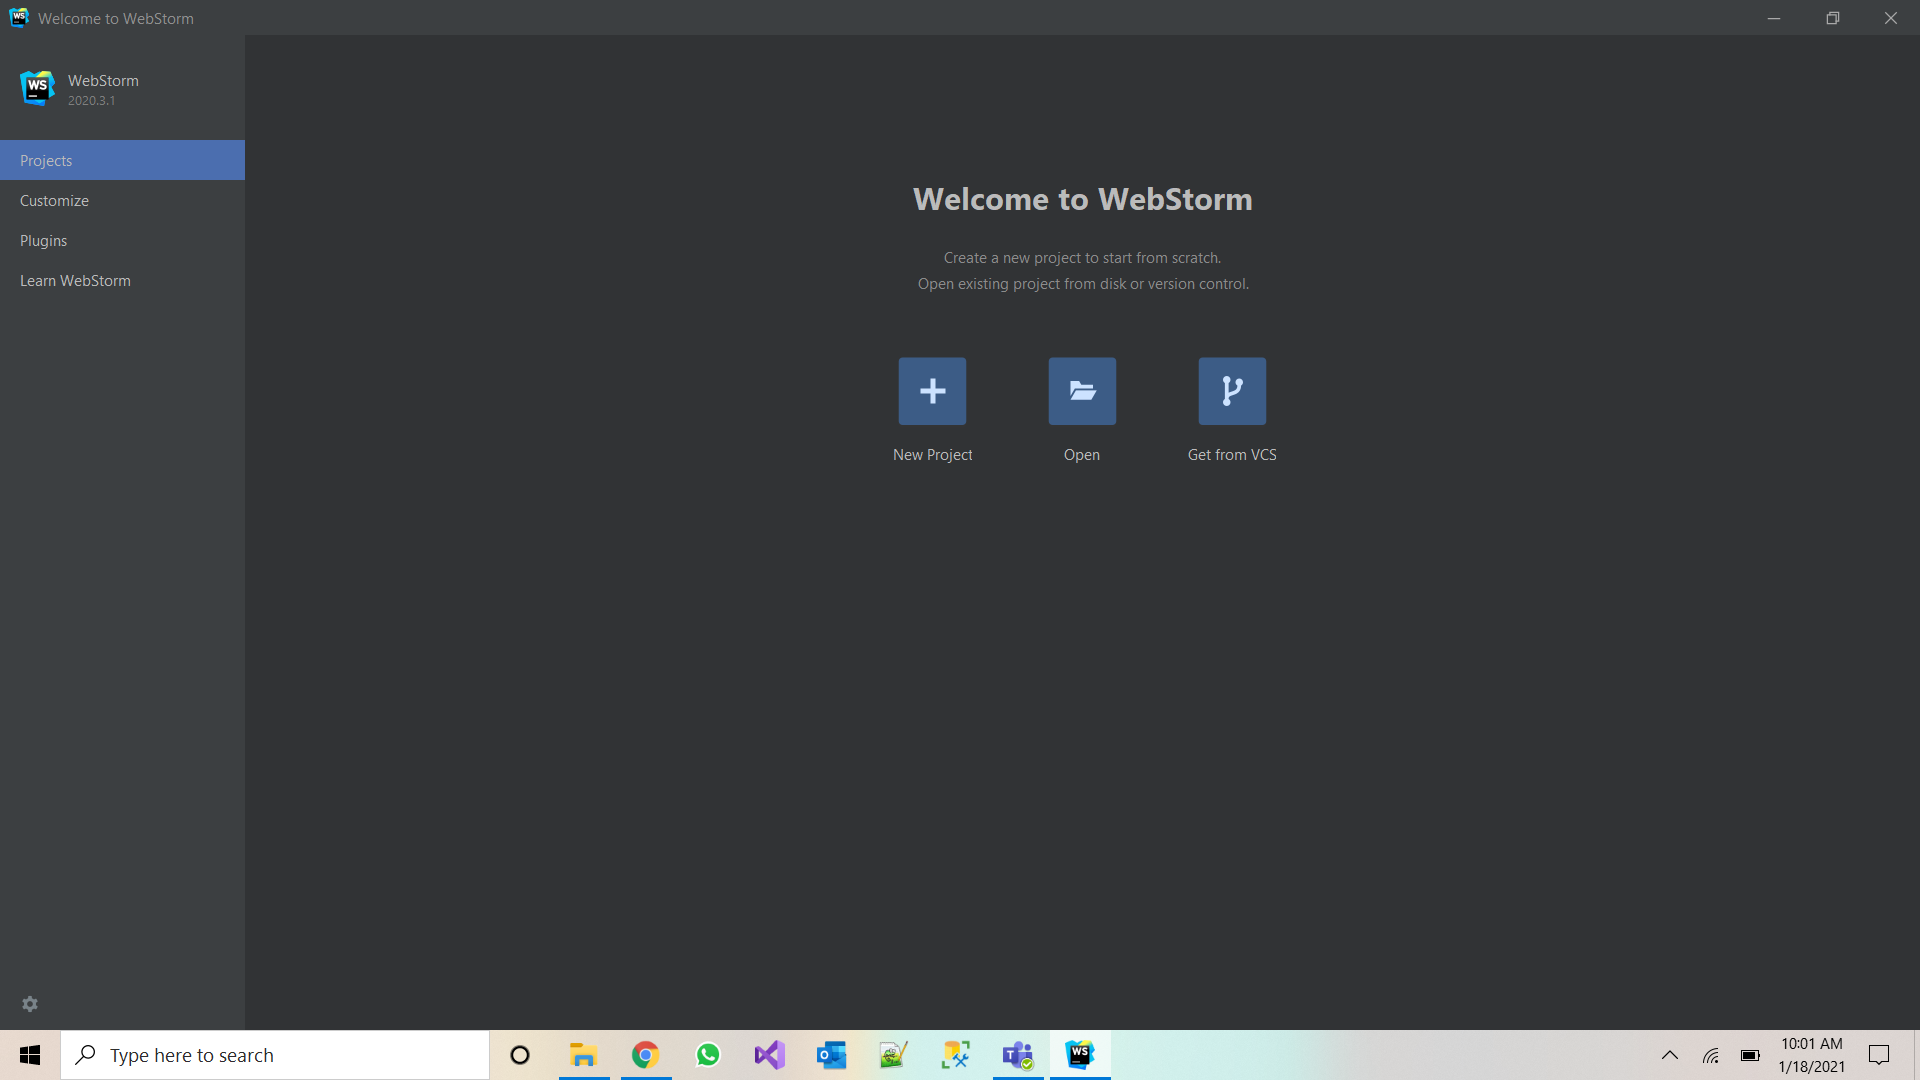 Welcome to WebStorm
WebStorm
2020.3.1
Projects
Customize
Plugins
Learn WebStorm
Welcome to WebStorm
Create a new project to start from scratch.
Open existing project from disk or version control.
New Project
Open
Get from VCS
Type here to search
10:01 AM
1/18/2021